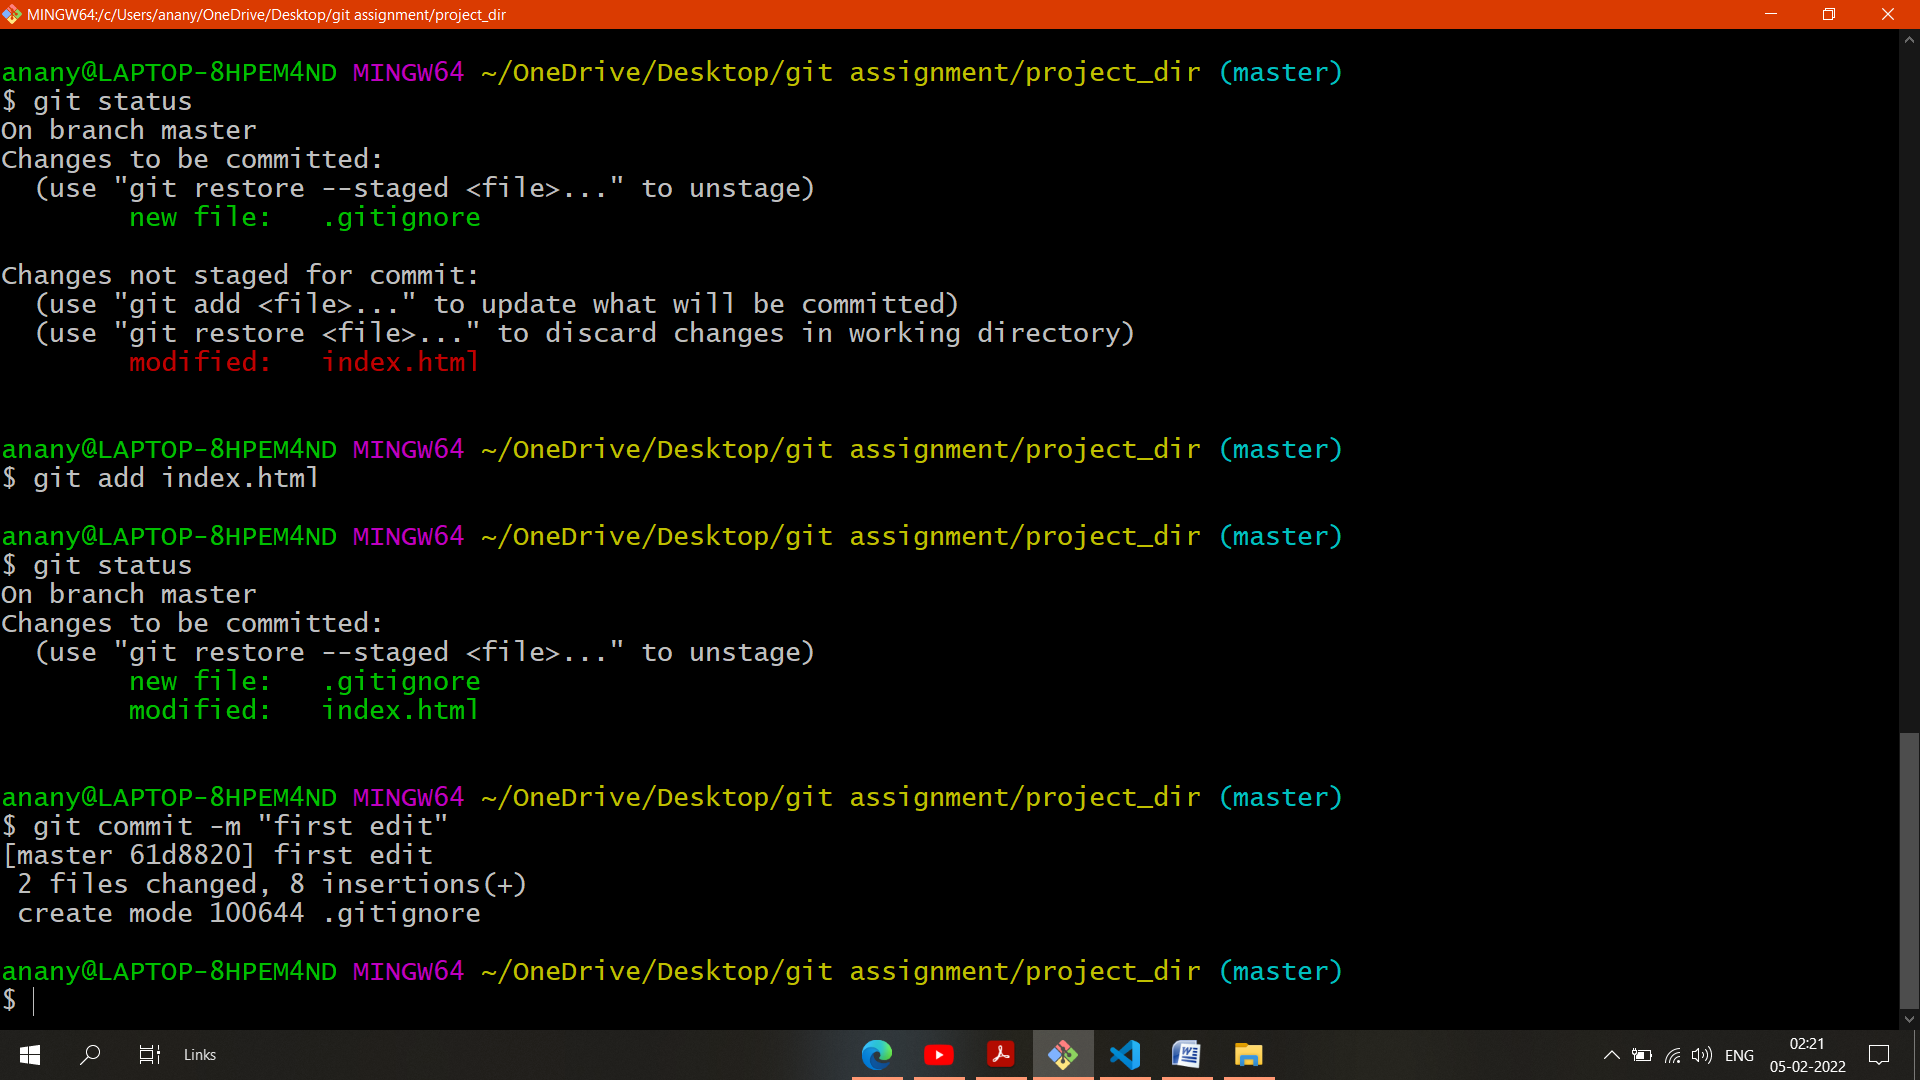 MINGW64:/c/Users/anany/OneDrive/Desktop/git assignment/project_dir
anany@LAPTOP-8HPEM4ND MINGW64 ~/OneDrive/Desktop/git assignment/project_dir (master)
$ git status
On branch master
Changes to be committed:
  (use "git restore --staged <file>..." to unstage)
        new file:   .gitignore
Changes not staged for commit:
  (use "git add <file>..." to update what will be committed)
  (use "git restore <file>..." to discard changes in working directory)
        modified:   index.html
anany@LAPTOP-8HPEM4ND MINGW64 ~/OneDrive/Desktop/git assignment/project_dir (master)
$ git add index.html
anany@LAPTOP-8HPEM4ND MINGW64 ~/OneDrive/Desktop/git assignment/project_dir (master)
$ git status
On branch master
Changes to be committed:
  (use "git restore --staged <file>..." to unstage)
        new file:   .gitignore
        modified:   index.html
anany@LAPTOP-8HPEM4ND MINGW64 ~/OneDrive/Desktop/git assignment/project_dir (master)
$ git commit -m "first edit"
[master 61d8820] first edit
 2 files changed, 8 insertions(+)
 create mode 100644 .gitignore
anany@LAPTOP-8HPEM4ND MINGW64 ~/OneDrive/Desktop/git assignment/project_dir (master)
$
Links
ENG
02:21
05-02-2022